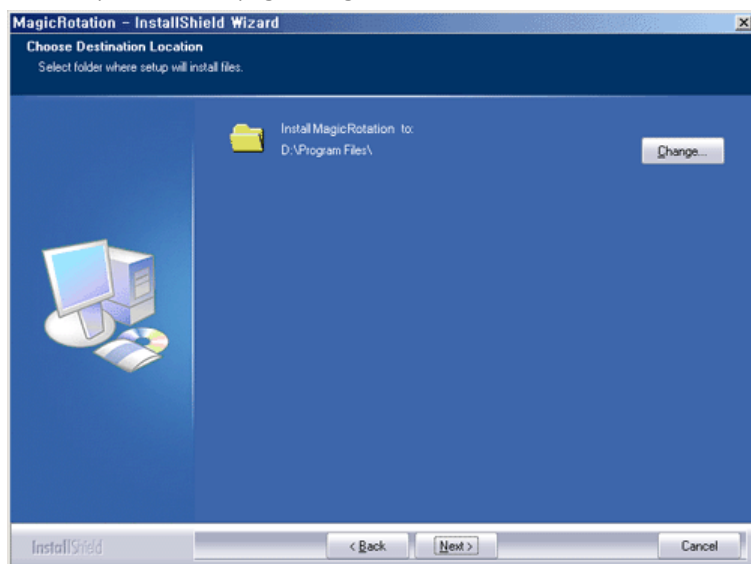 MagicRotation – InstallShield Wizard
Choose Destination Location
Select folder where setup will install files.
Install MagicRotation to:
D:\Program Files\
Change...
InstallShield
< Back
Next >
Cancel